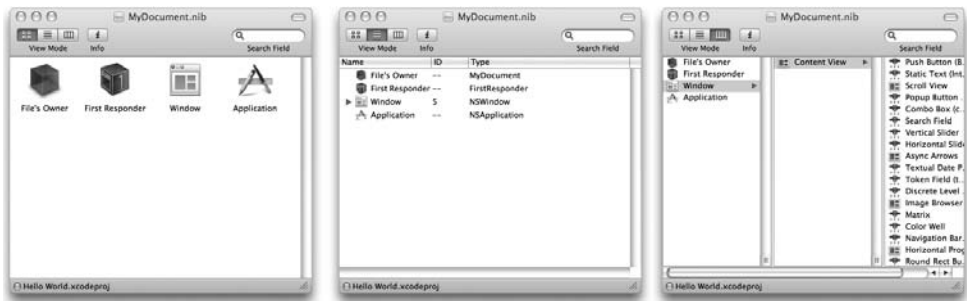 MyDocument.nib
View Mode
Info
Search Field
File's Owner
First Responder
Window
Application
Hello World.xcodeproj
MyDocument.nib
View Mode
Info
Search Field
Name ID Type
File's Owner -- MyDocument
First Responder -- FirstResponder
Window 5 NSWindow
Application -- NSApplication
Hello World.xcodeproj
MyDocument.nib
View Mode
Info
Search Field
File's Owner
First Responder
Window
Application
Content View
Push Button (B.
Static Text (Int.
Scroll View
Popup Button .
Combo Box (c.
Search Field
Vertical Slider
Horizontal Slide
Async Arrows
Textual Date P.
Token Field (t..
Discrete Level .
Image Browser
Matrix
Color Well
Navigation Bar.
Horizontal Prog
Round Rect Bu.
Hello World.xcodeproj